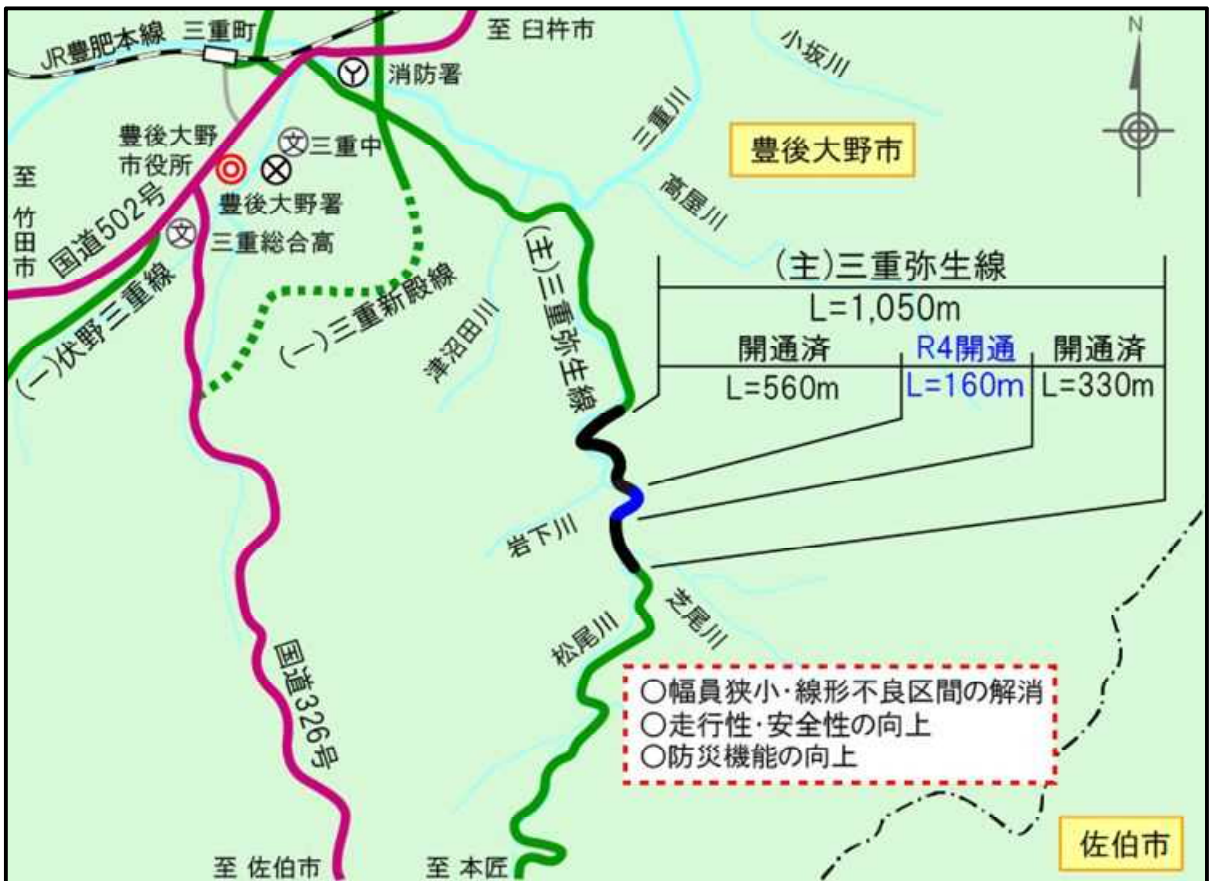 JR豊肥本線
三重町
至 臼杵市
小坂川
N
消防署
三重川
豊後大野市
豊後大野
市役所
三重中
至
竹
田
市
国道502号
豊後大野署
高屋川
三重総合高
(一)伏野三重線
(一)三重新殿線
津沼田川
(主)三重弥生線
(主)三重弥生線
L=1,050m
開通済
R4開通
開通済
L=560m
L=160m
L=330m
岩下川
芝尾川
松尾川
国道326号
○幅員狭小・線形不良区間の解消
○走行性・安全性の向上
○防災機能の向上
佐伯市
至 佐伯市
至 本匠
文
文